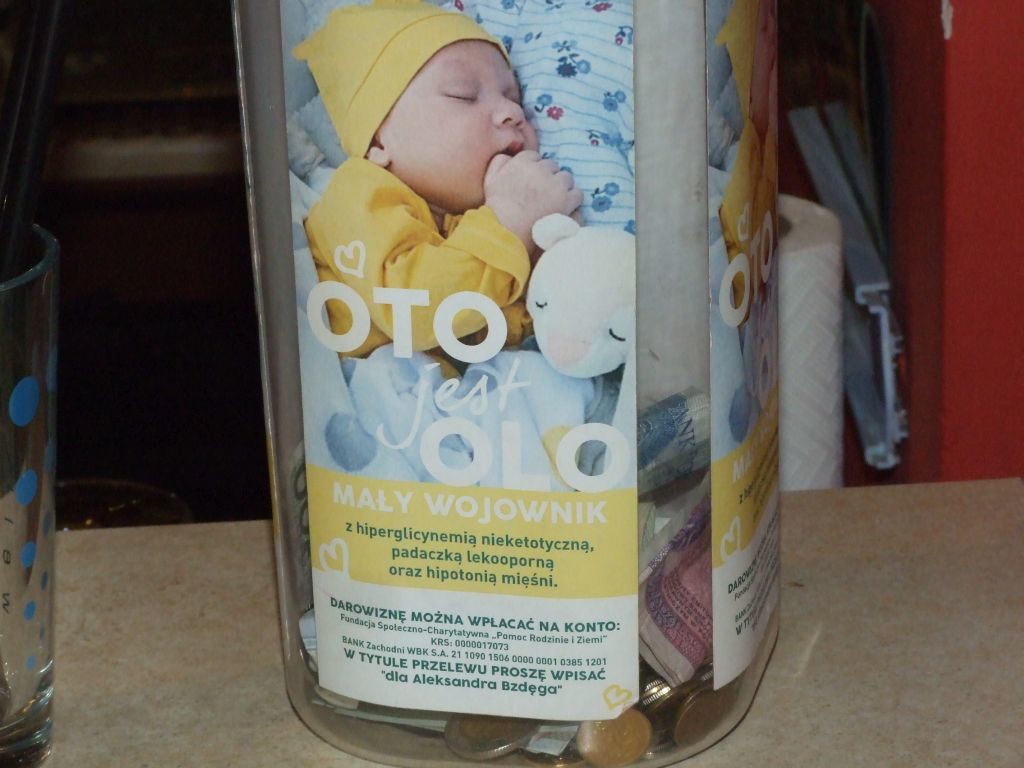 OTO
jest
OLO
MAŁY WOJOWNIK
z hiperglicynemią nieketotyczną,
padaczką lekooporną
oraz hipotonią mięśni.
DAROWIZNĘ MOŻNA WPŁACAĆ NA KONTO:
Fundacja Społeczno-Charytatywna „Pomoc Rodzinie i Ziemi"
KRS: 0000017073
BANK Zachodni WBK S.A. 21 1090 1506 0000 0001 0385 1201
W TYTULE PRZELEWU PROSZĘ WPISAĆ
"dla Aleksandra Bzdęga"
OTO